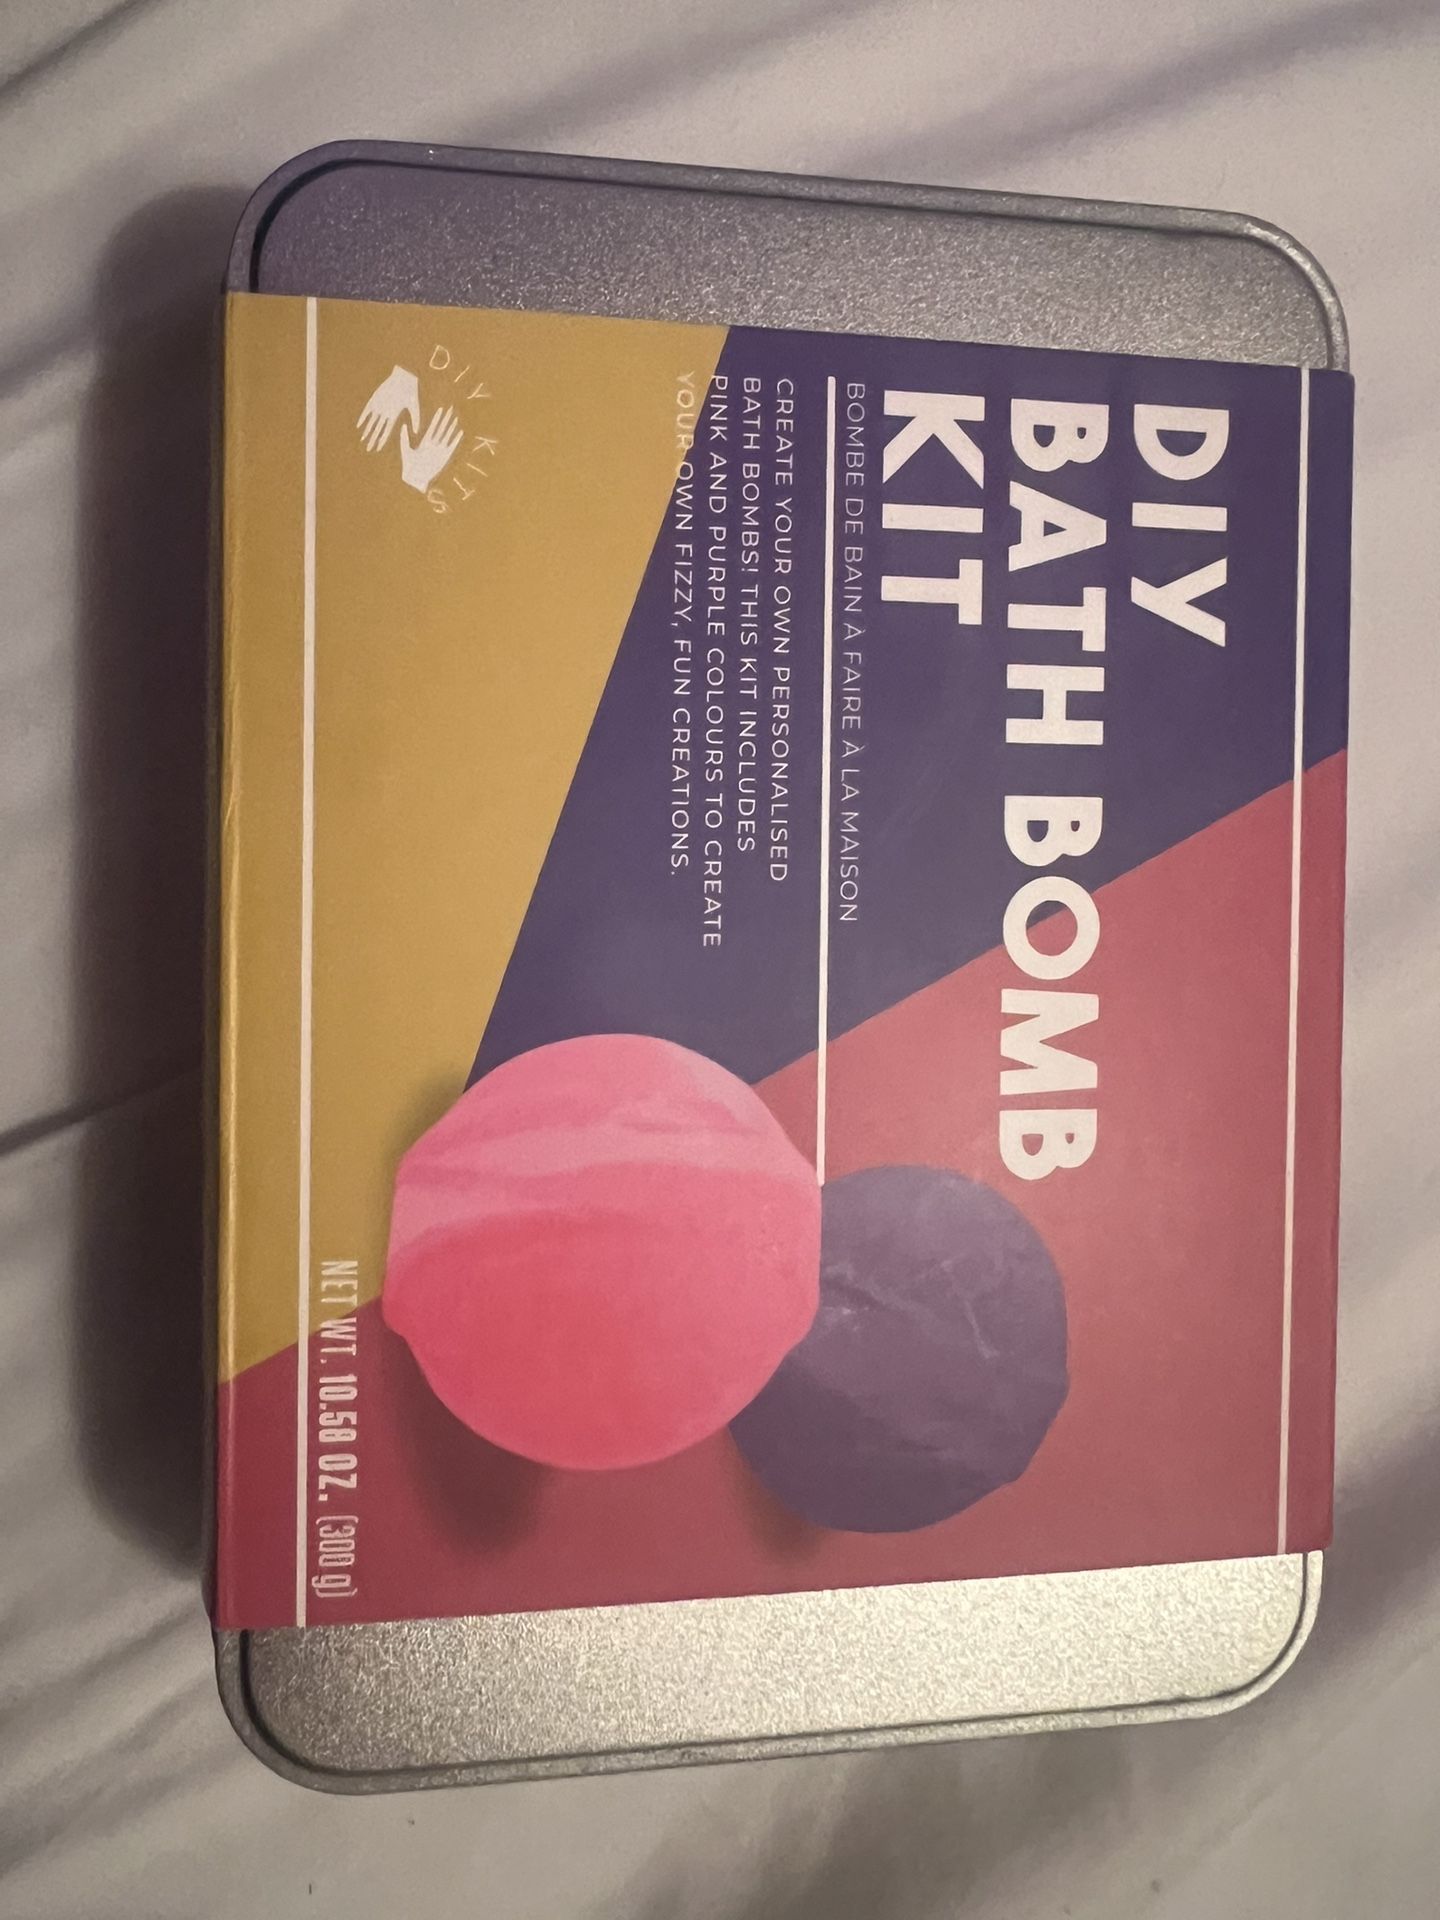 DIY
BATH BOMB
KIT
BOMBE DE BAIN À FAIRE À LA MAISON
CREATE YOUR OWN PERSONALISED
BATH BOMBS! THIS KIT INCLUDES
PINK AND PURPLE COLOURS TO CREATE
YOUR OWN FIZZY, FUN CREATIONS.
DIY KITS
NET WT. 10.58 OZ. (300g)